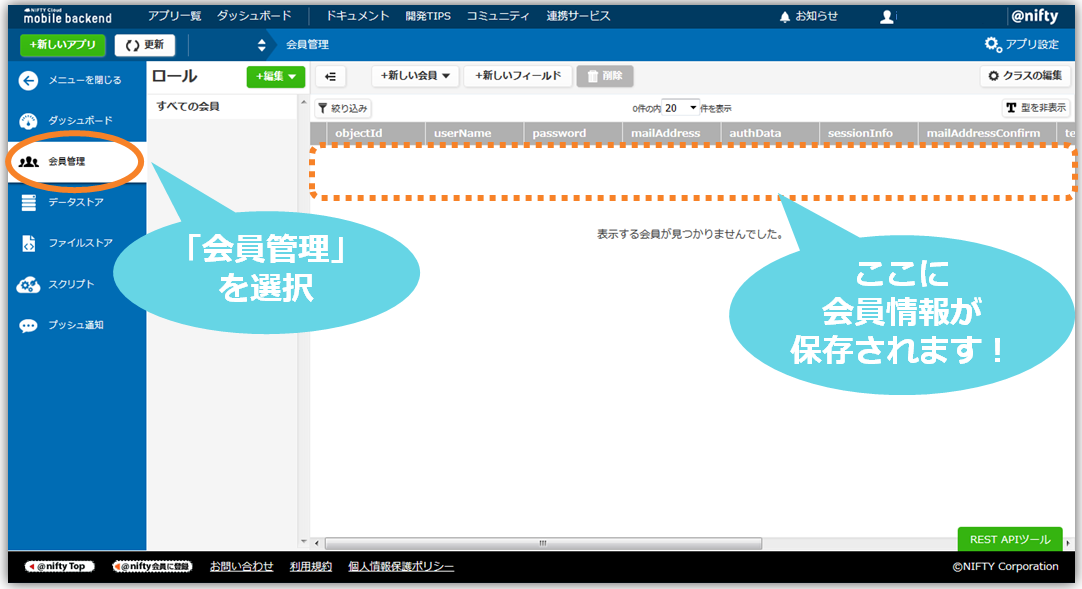 NIFTY Cloud
mobile backend
アプリ一覧 ダッシュボード ドキュメント 開発TIPS コミュニティ 連携サービス お知らせ @nifty
+新しいアプリ 更新 会員管理 アプリ設定
メニューを閉じる
ダッシュボード
会員管理
データストア
ファイルストア
スクリプト
プッシュ通知
ロール +編集▼
すべての会員
+新しい会員▼ +新しいフィールド 削除 クラスの編集
絞り込み 0件の内 20 件を表示 型を非表示
objectId userName password mailAddress authData sessionInfo mailAddressConfirm te
表示する会員が見つかりませんでした。
「会員管理」
を選択
ここに
会員情報が
保存されます!
REST APIツール
@nifty Top @nifty会員に登録 お問い合わせ 利用規約 個人情報保護ポリシー ©NIFTY Corporation